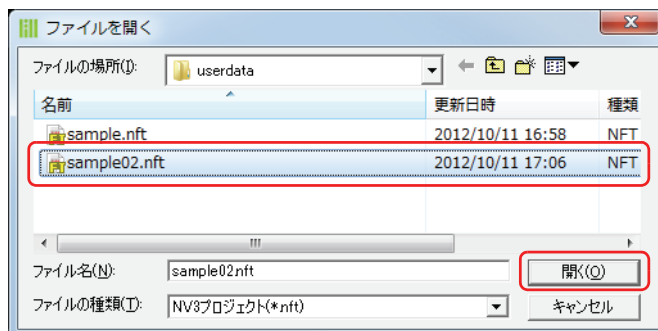 ファイルを開く
ファイルの場所(I): userdata
名前 更新日時 種類
sample.nft 2012/10/11 16:58 NFT
sample02.nft 2012/10/11 17:06 NFT
ファイル名(N): sample02.nft 開く(O)
ファイルの種類(T): NV3プロジェクト(*.nft) キャンセル